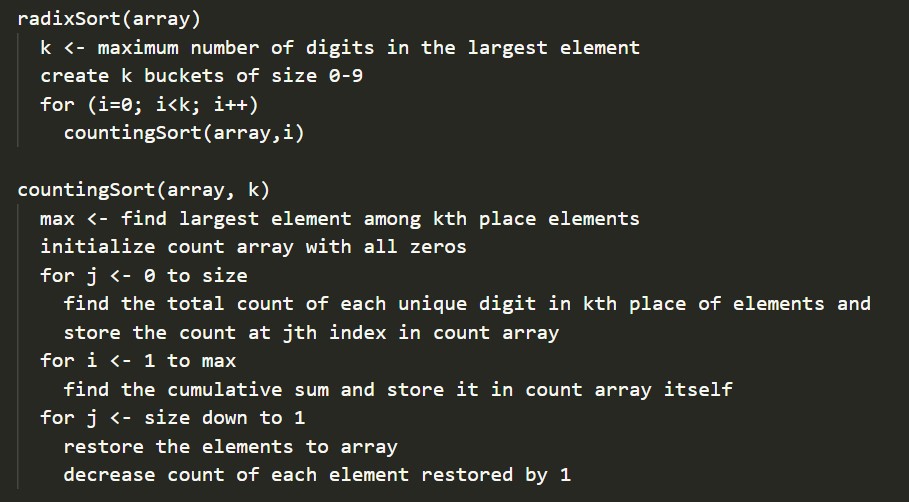 radixSort(array)
k <- maximum number of digits in the largest element
create k buckets of size 0-9
for (i=0; i<k; i++)
countingSort(array,i)
countingSort(array, k)
max <- find largest element among kth place elements
initialize count array with all zeros
for j <- 0 to size
find the total count of each unique digit in kth place of elements and
store the count at jth index in count array
for i <- 1 to max
find the cumulative sum and store it in count array itself
for j <- size down to 1
restore the elements to array
decrease count of each element restored by 1